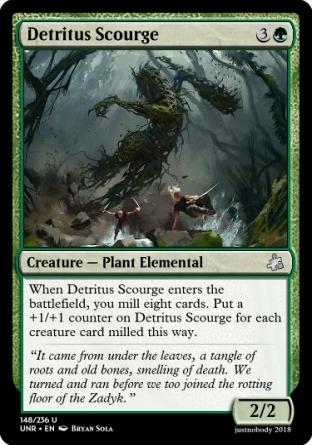 Detritus Scourge 3
Creature — Plant Elemental
When Detritus Scourge enters the
battlefield, you mill eight cards. Put a
+1/+1 counter on Detritus Scourge for each
creature card milled this way.
“It came from under the leaves, a tangle of
roots and old bones, smelling of death. We
turned and ran before we too joined the rotting
floor of the Zadyk.”
2/2
148/236 U
UNR • EN Bryan Sola
justnobody 2018